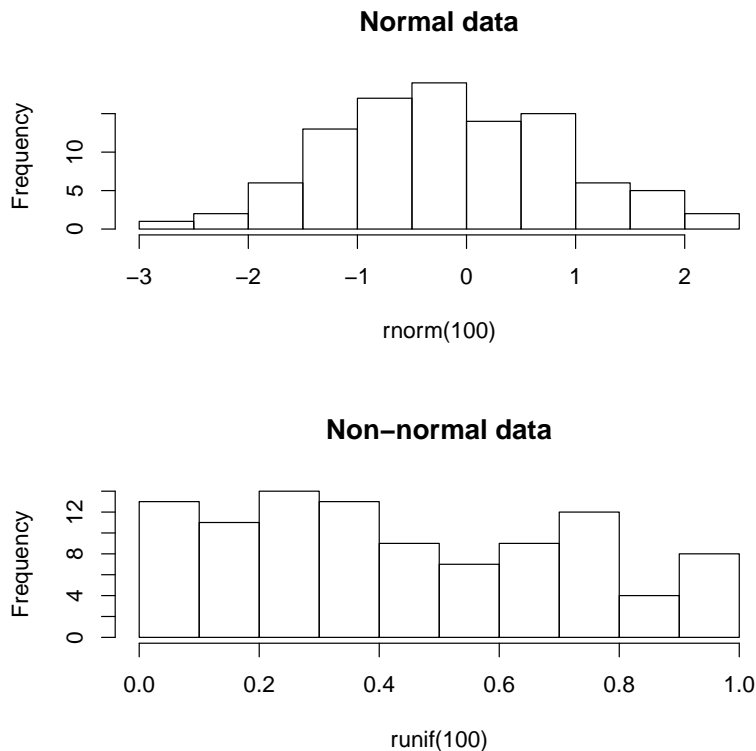 Normal data
Frequency
0 5 10
−3 −2 −1 0 1 2
rnorm(100)
Non−normal data
Frequency
0 4 8 12
0.0 0.2 0.4 0.6 0.8 1.0
runif(100)